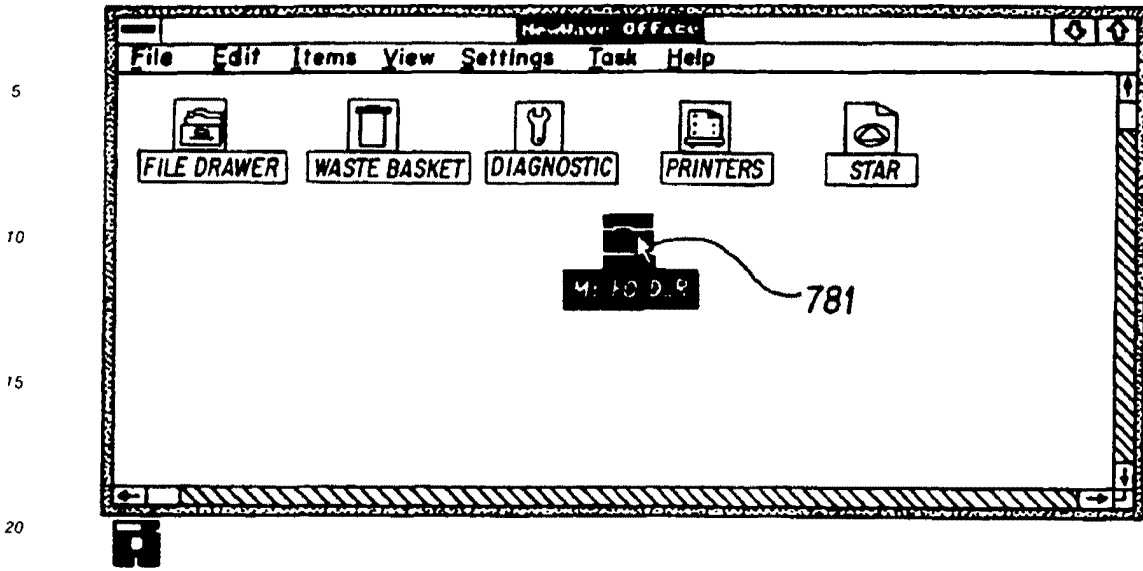 NewWave Office
File Edit Items View Settings Task Help
5
FILE DRAWER WASTE BASKET DIAGNOSTIC PRINTERS STAR
10
781
15
20